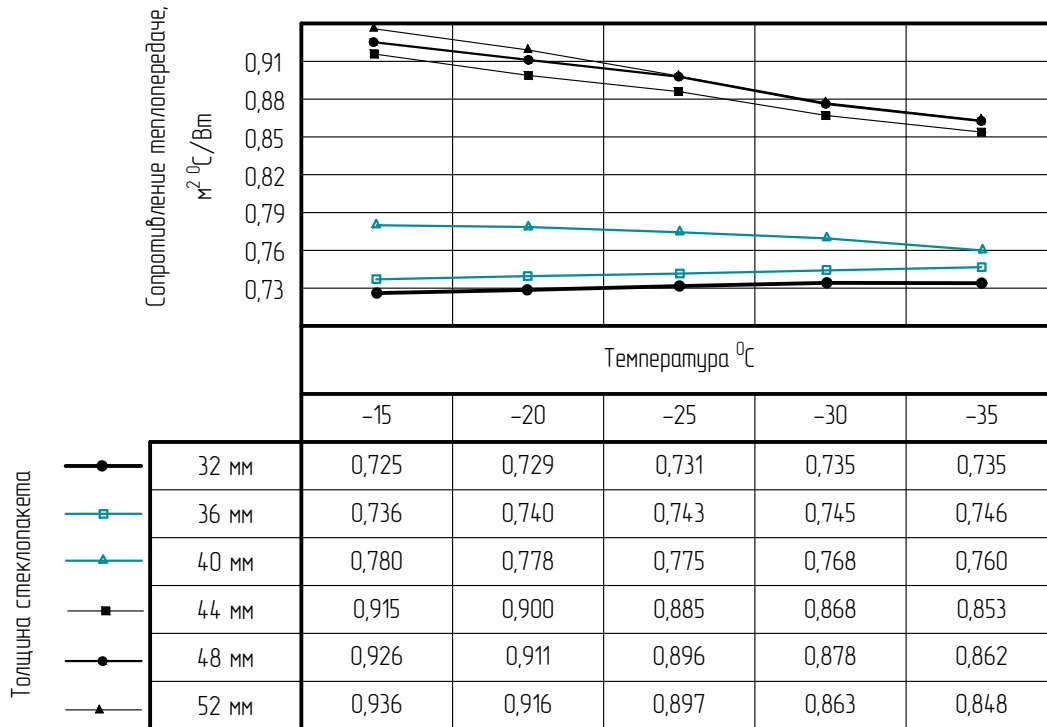 Сопротивление теплопередаче,
м² ⁰С/Вт
0,91
0,88
0,85
0,82
0,79
0,76
0,73
Температура ⁰С
-15 -20 -25 -30 -35
Толщина стеклопакета
32 мм 0,725 0,729 0,731 0,735 0,735
36 мм 0,736 0,740 0,743 0,745 0,746
40 мм 0,780 0,778 0,775 0,768 0,760
44 мм 0,915 0,900 0,885 0,868 0,853
48 мм 0,926 0,911 0,896 0,878 0,862
52 мм 0,936 0,916 0,897 0,863 0,848